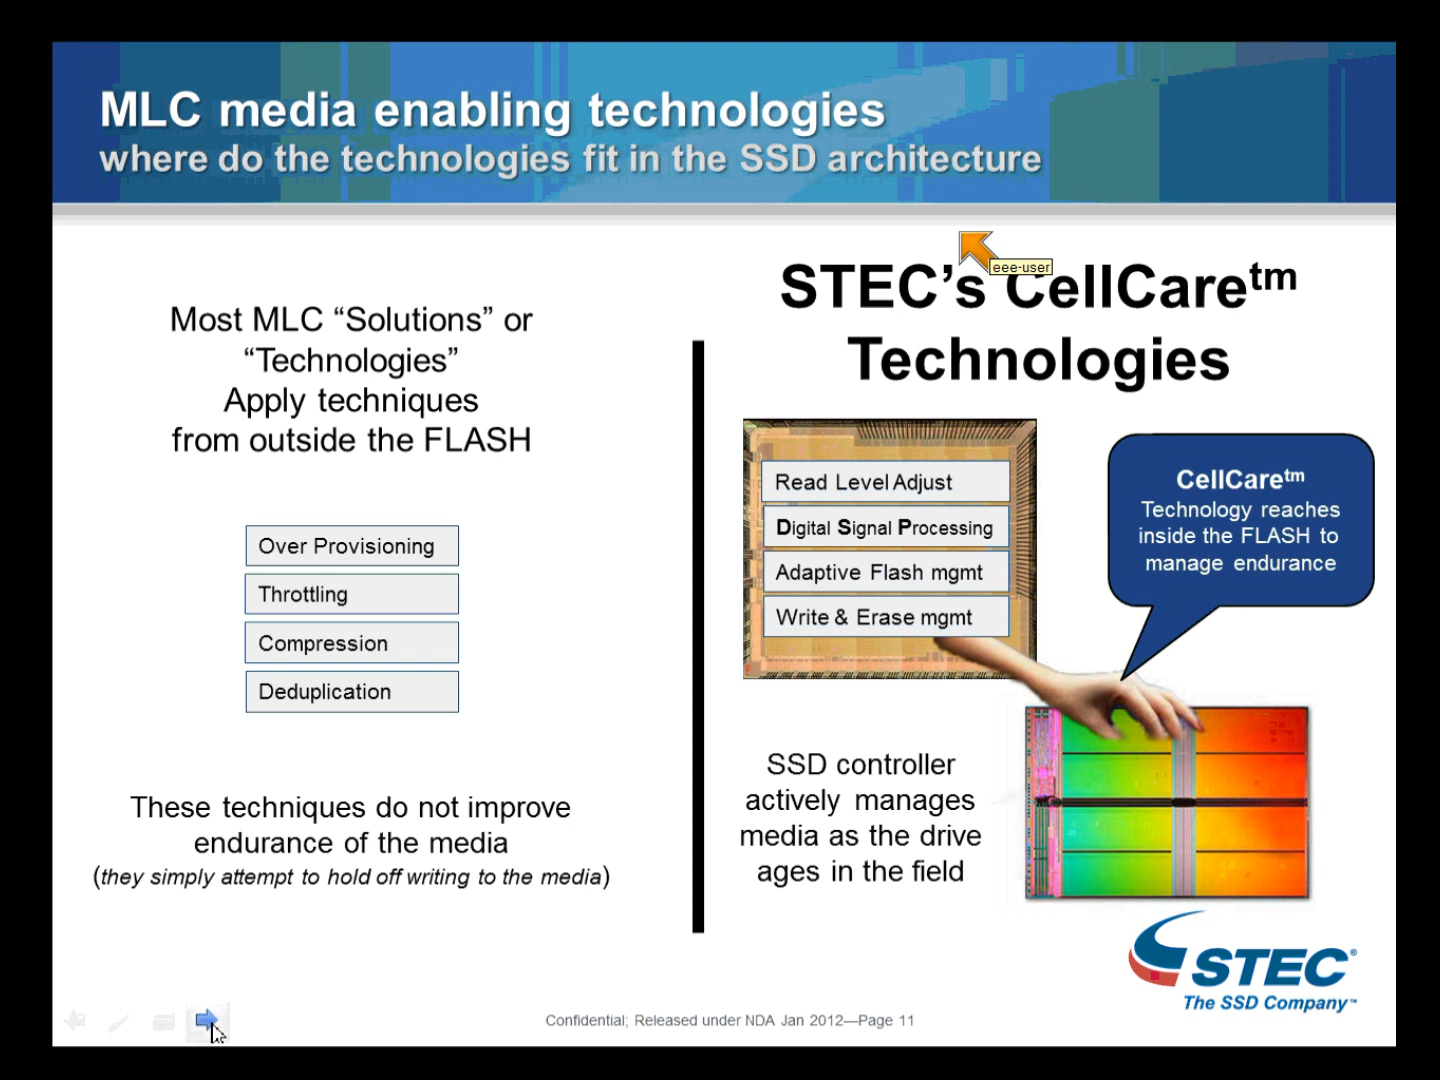 MLC media enabling technologies
where do the technologies fit in the SSD architecture
eee-user
Most MLC “Solutions” or
“Technologies”
Apply techniques
from outside the FLASH
Over Provisioning
Throttling
Compression
Deduplication
These techniques do not improve
endurance of the media
(they simply attempt to hold off writing to the media)
STEC’s CellCaretm
Technologies
Read Level Adjust
Digital Signal Processing
Adaptive Flash mgmt
Write & Erase mgmt
CellCaretm
Technology reaches
inside the FLASH to
manage endurance
SSD controller
actively manages
media as the drive
ages in the field
STEC®
The SSD Company™
Confidential; Released under NDA Jan 2012—Page 11